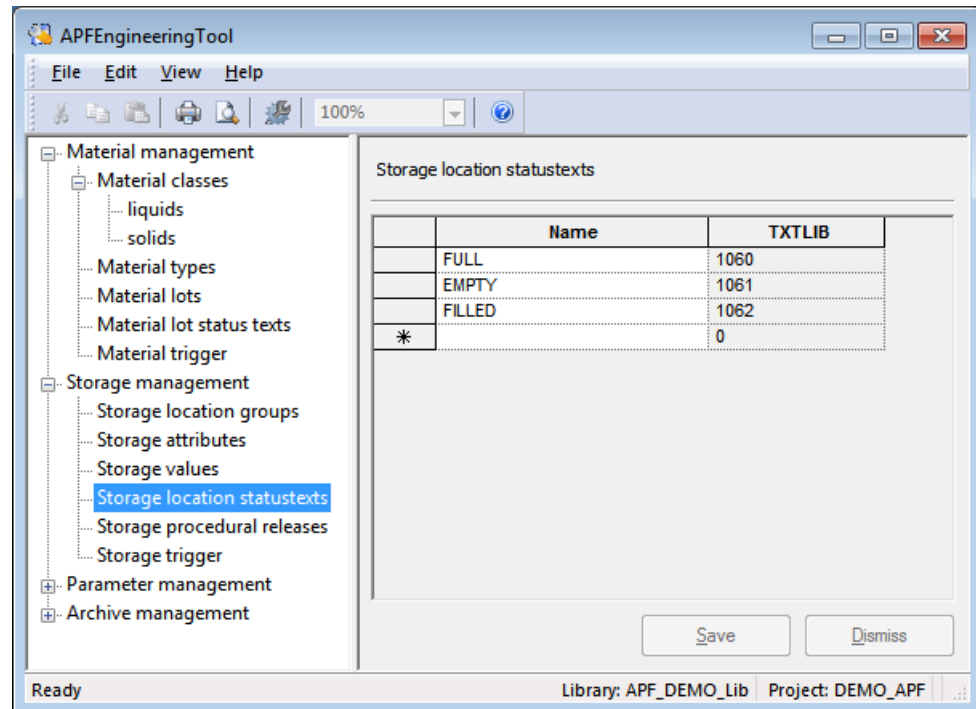 APFEngineeringTool
File Edit View Help
100%
Material management
Material classes
liquids
solids
Material types
Material lots
Material lot status texts
Material trigger
Storage management
Storage location groups
Storage attributes
Storage values
Storage location statustexts
Storage procedural releases
Storage trigger
Parameter management
Archive management
Storage location statustexts
Name TXTLIB
FULL 1060
EMPTY 1061
FILLED 1062
0
Save Dismiss
Ready Library: APF_DEMO_Lib Project: DEMO_APF